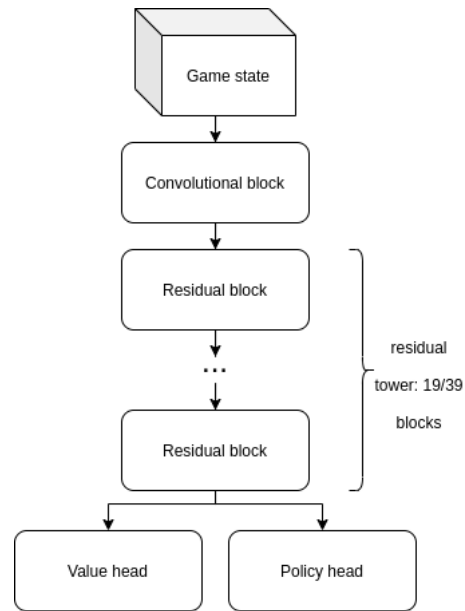 Game state
Convolutional block
Residual block
...
residual
tower: 19/39
blocks
Residual block
Value head
Policy head